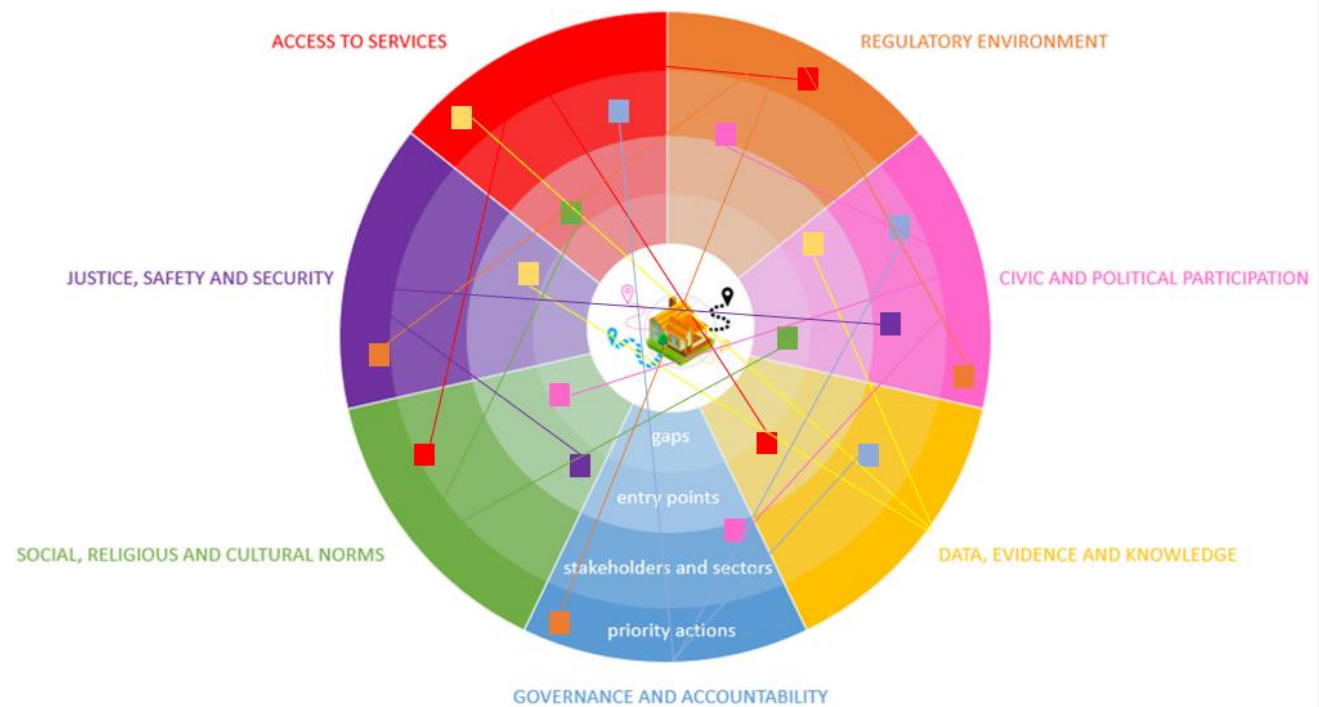 ACCESS TO SERVICES
REGULATORY ENVIRONMENT
JUSTICE, SAFETY AND SECURITY
CIVIC AND POLITICAL PARTICIPATION
gaps
entry points
SOCIAL, RELIGIOUS AND CULTURAL NORMS
DATA, EVIDENCE AND KNOWLEDGE
stakeholders and sectors
priority actions
GOVERNANCE AND ACCOUNTABILITY